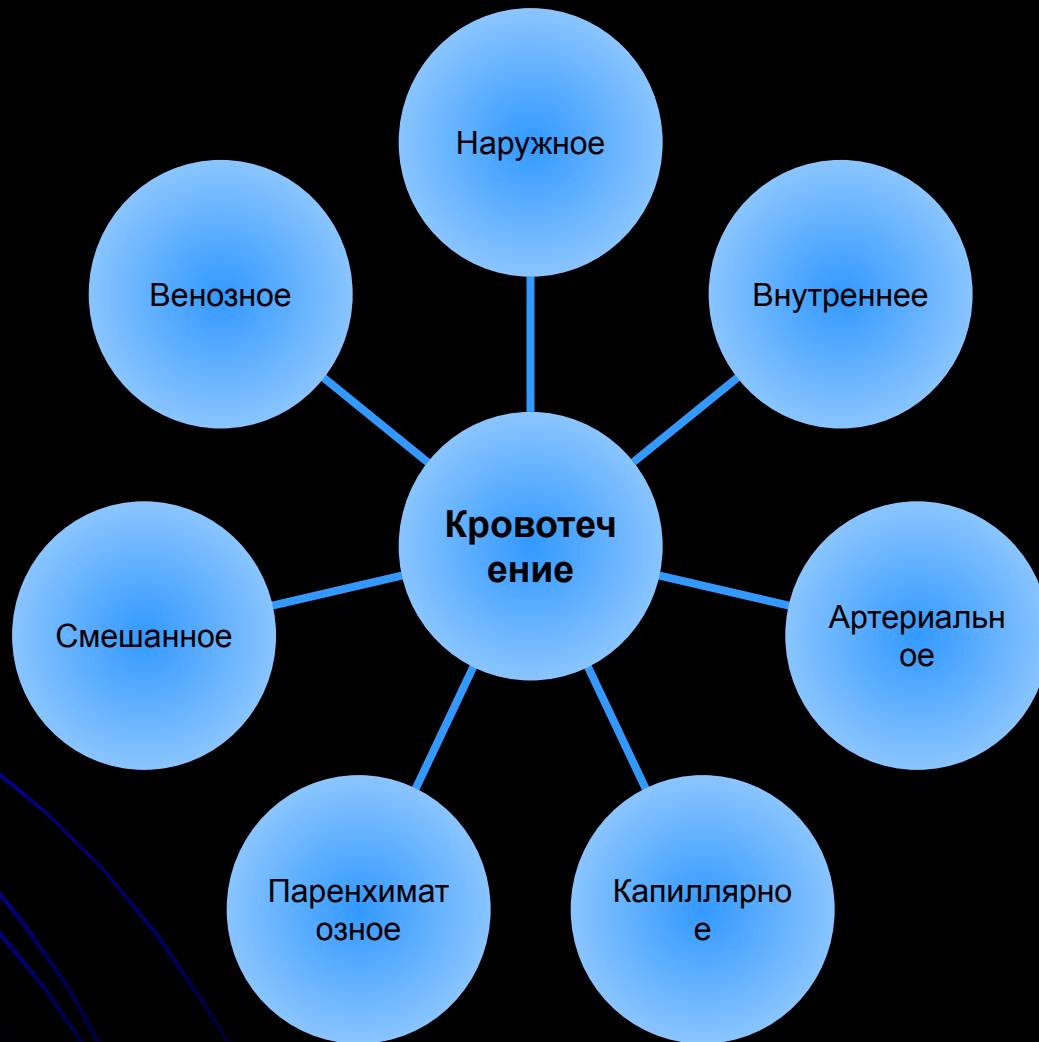 Наружное
Венозное
Внутреннее
Кровотеч
ение
Смешанное
Артериальн
ое
Паренхимат
озное
Капиллярно
е